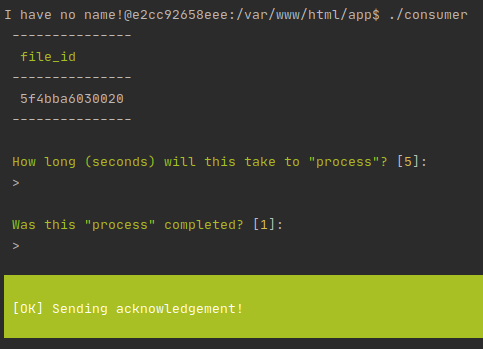 I have no name!@e2cc92658eee:/var/www/html/app$ ./consumer
---------------
file_id
---------------
5f4bba6030020
---------------
How long (seconds) will this take to "process"? [5]:
>
Was this "process" completed? [1]:
>
[OK] Sending acknowledgement!